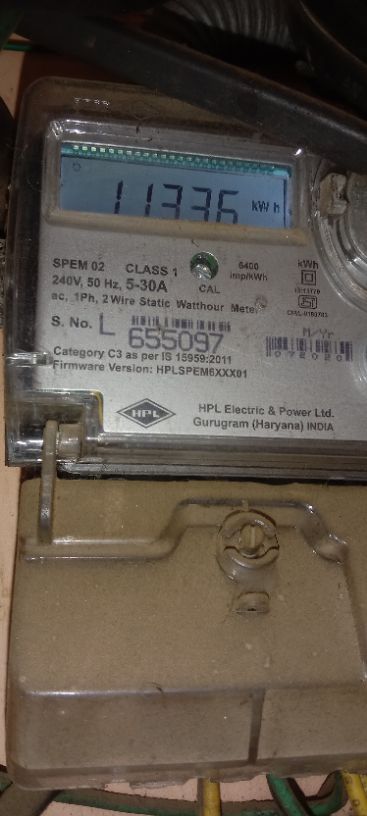 11336 kWh
SPEM 02 CLASS 1
240V, 50 Hz, 5-30A
CAL
6400
imp/kWh
kWh
ac, 1Ph, 2 Wire Static Watthour Meter
S. No. L 655097
M/Yr
072020
Category C3 as per IS 15959:2011
Firmware Version: HPLSPEM6XXX01
HPL
HPL Electric & Power Ltd.
Gurugram (Haryana) INDIA